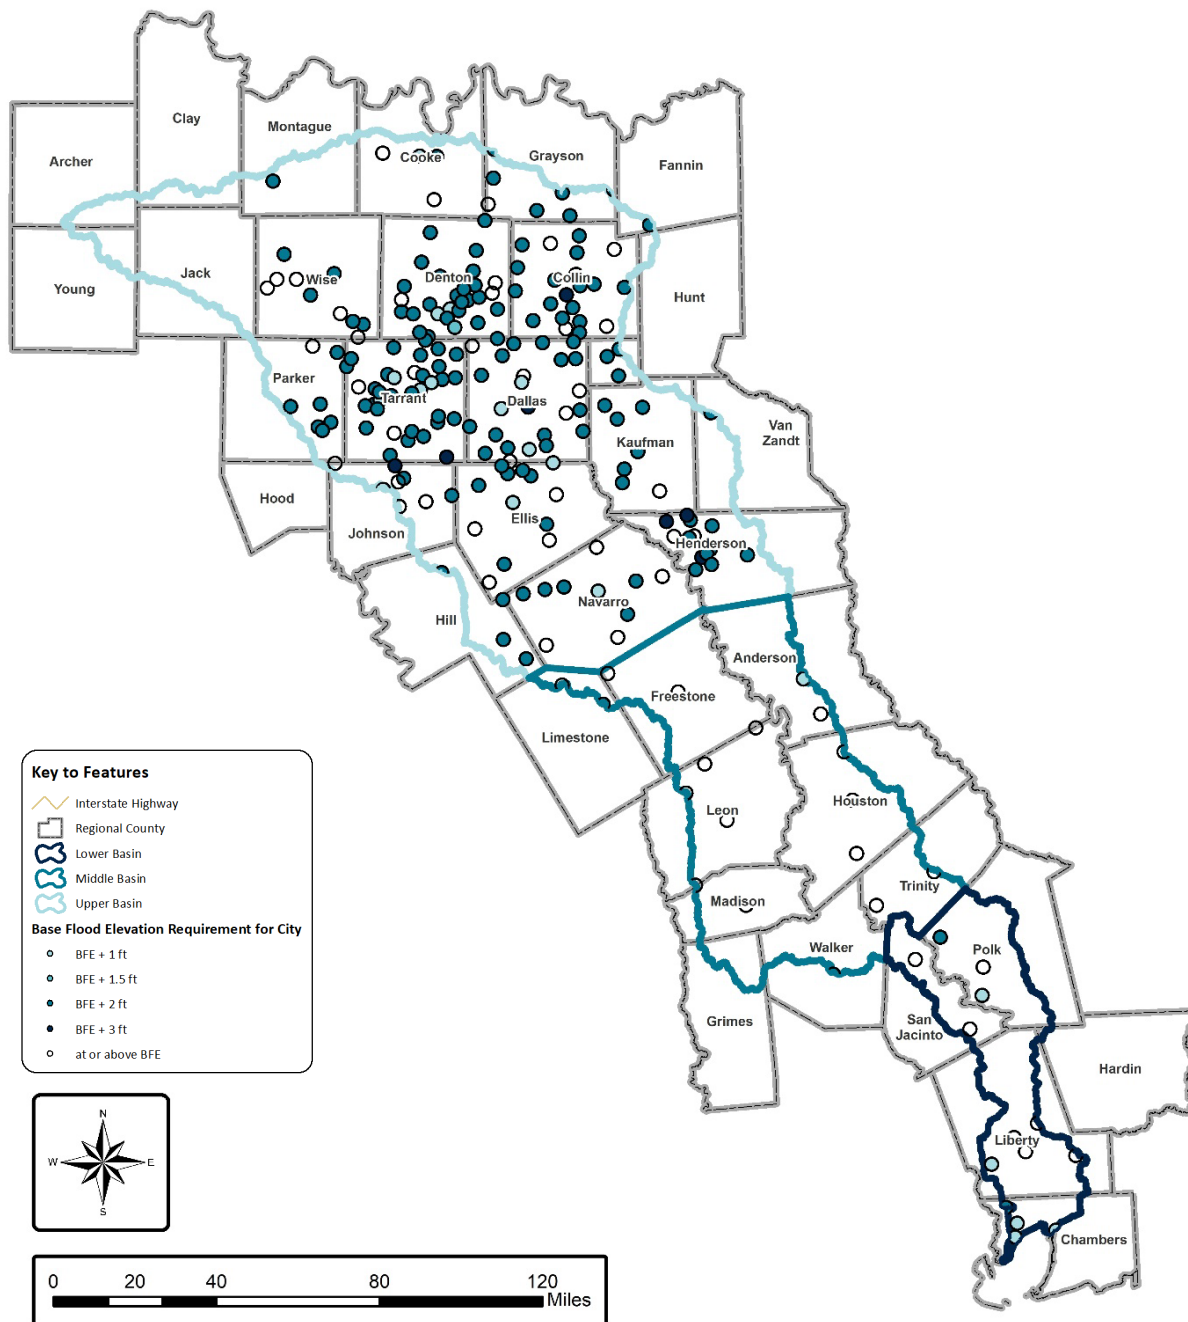 Clay
Montague
Archer
Cooke
Grayson
Fannin
Young
Jack
Wise
Denton
Collin
Hunt
Parker
Tarrant
Dallas
Kaufman
Van
Zandt
Hood
Johnson
Ellis
Henderson
Hill
Navarro
Anderson
Freestone
Limestone
Leon
Houston
Madison
Trinity
Walker
Polk
Grimes
San
Jacinto
Hardin
Liberty
Chambers
Key to Features
Interstate Highway
Regional County
Lower Basin
Middle Basin
Upper Basin
Base Flood Elevation Requirement for City
BFE + 1 ft
BFE + 1.5 ft
BFE + 2 ft
BFE + 3 ft
at or above BFE
N
W E
S
0 20 40 80 120
Miles